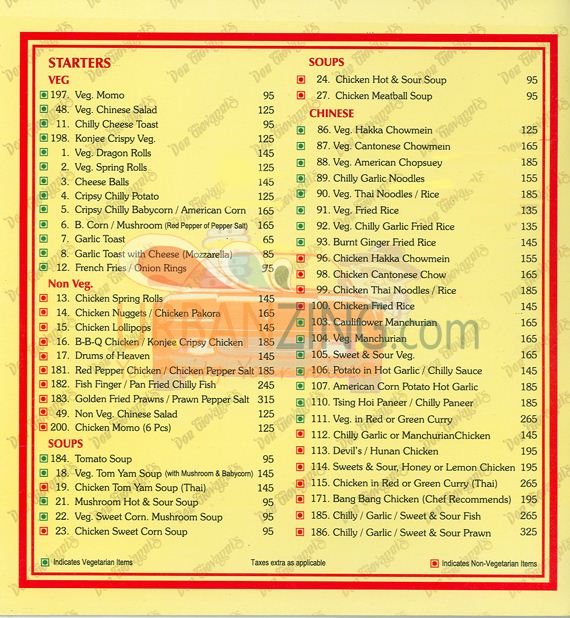 STARTERS
VEG
197. Veg. Momo 95
48. Veg. Chinese Salad 125
11. Chilly Cheese Toast 95
198. Konjee Crispy Veg. 125
1. Veg. Dragon Rolls 145
2. Veg. Spring Rolls 125
3. Cheese Balls 145
4. Cripsy Chilly Potato 125
5. Cripsy Chilly Babycorn / American Corn 165
6. B. Corn / Mushroom (Red Pepper of Pepper Salt) 165
7. Garlic Toast 65
8. Garlic Toast with Cheese (Mozzarella) 85
12. French Fries / Onion Rings 95
Non Veg.
13. Chicken Spring Rolls 145
14. Chicken Nuggets / Chicken Pakora 165
15. Chicken Lollipops 145
16. B-B-Q Chicken / Konjee Cripsy Chicken 185
17. Drums of Heaven 145
181. Red Pepper Chicken / Chicken Pepper Salt 185
182. Fish Finger / Pan Fried Chilly Fish 245
183. Golden Fried Prawns / Prawn Pepper Salt 315
49. Non Veg. Chinese Salad 125
200. Chicken Momo (6 Pcs) 125
SOUPS
184. Tomato Soup 95
18. Veg. Tom Yam Soup (with Mushroom & Babycorn) 145
19. Chicken Tom Yam Soup (Thai) 145
21. Mushroom Hot & Sour Soup 95
22. Veg. Sweet Corn. Mushroom Soup 95
23. Chicken Sweet Corn Soup 95
SOUPS
24. Chicken Hot & Sour Soup 95
27. Chicken Meatball Soup 95
CHINESE
86. Veg. Hakka Chowmein 125
87. Veg. Cantonese Chowmein 165
88. Veg. American Chopsuey 185
89. Chilly Garlic Noodles 155
90. Veg. Thai Noodles / Rice 185
91. Veg. Fried Rice 135
92. Veg. Chilly Garlic Fried Rice 135
93. Burnt Ginger Fried Rice 145
96. Chicken Hakka Chowmein 155
98. Chicken Cantonese Chow 165
99. Chicken Thai Noodles / Rice 185
100. Chicken Fried Rice 145
103. Cauliflower Manchurian 165
104. Veg. Manchurian 165
105. Sweet & Sour Veg. 165
106. Potato in Hot Garlic / Chilly Sauce 145
107. American Corn Potato Hot Garlic 185
110. Tsing Hoi Paneer / Chilly Paneer 185
111. Veg. in Red or Green Curry 265
112. Chilly Garlic or ManchurianChicken 145
113. Devil's / Hunan Chicken 195
114. Sweets & Sour, Honey or Lemon Chicken 195
115. Chicken in Red or Green Curry (Thai) 265
171. Bang Bang Chicken (Chef Recommends) 195
185. Chilly / Garlic / Sweet & Sour Fish 265
186. Chilly / Garlic / Sweet & Sour Prawn 325
Indicates Vegetarian Items
Taxes extra as applicable
Indicates Non-Vegetarian Items
URBANZING.com
Don Giovanni's